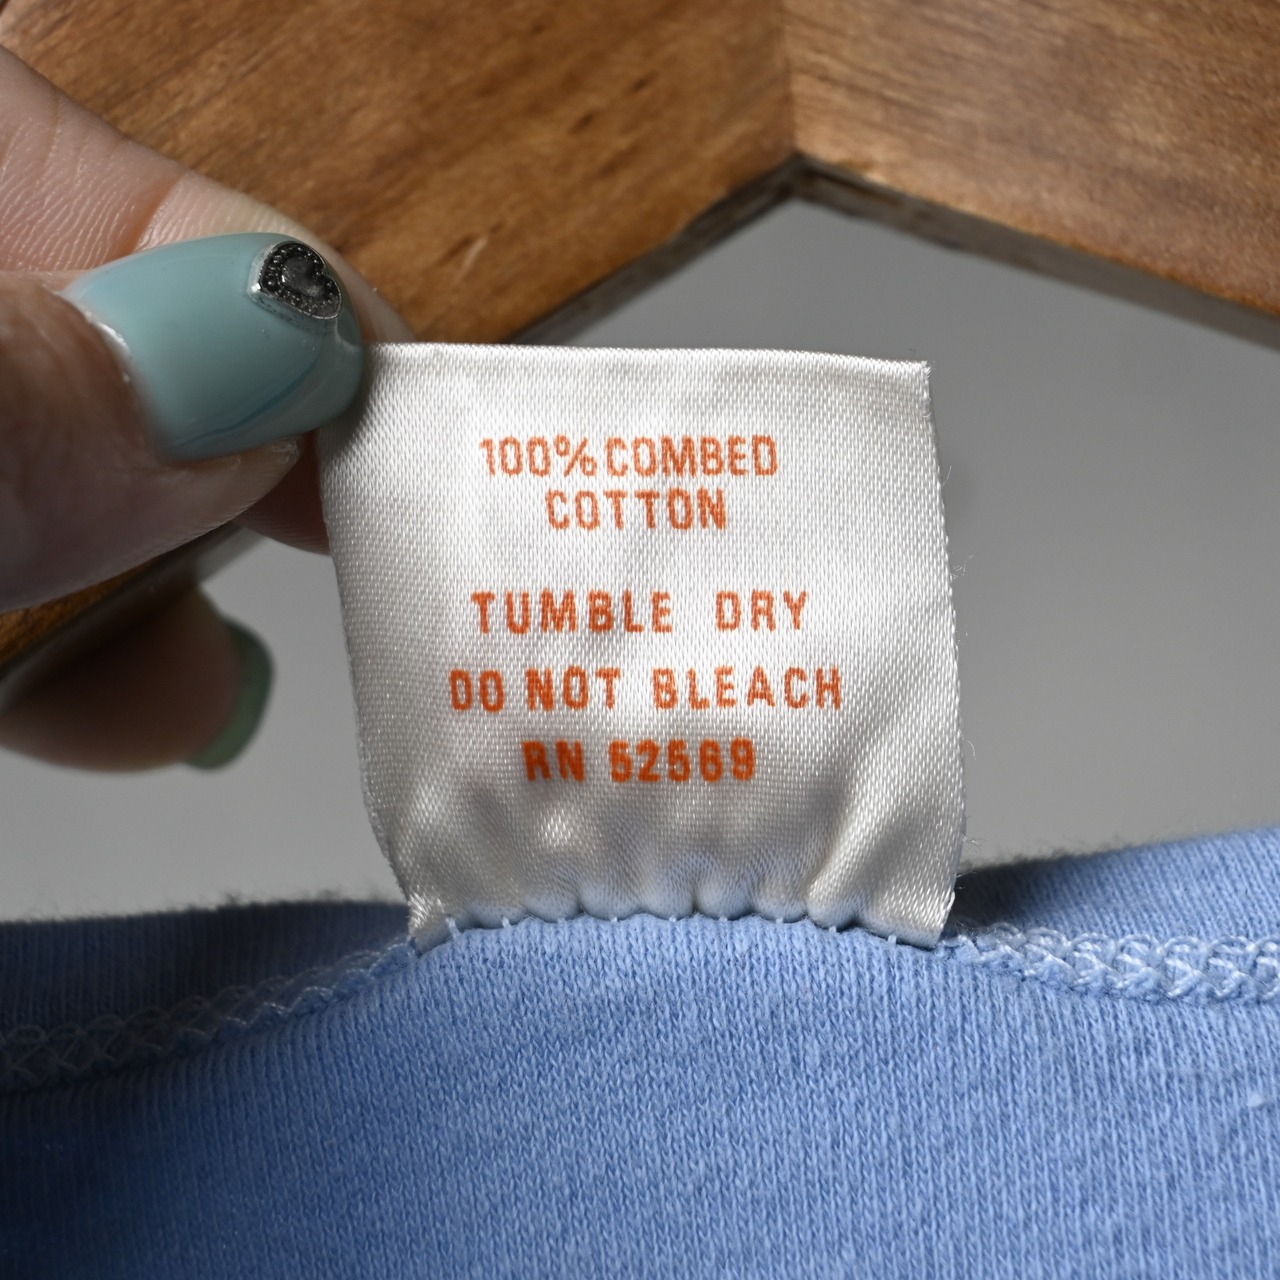 100% COMBED
COTTON
TUMBLE DRY
DO NOT BLEACH
RN 52569